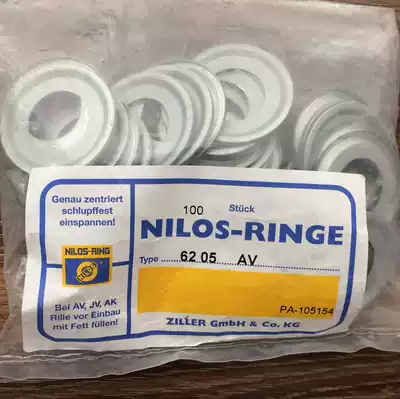 Genau zentriert
schlupffest
einspannen!
NILOS-RING
Bei AV, JV, AK
Rille vor Einbau
mit Fett füllen!
100 Stück
NILOS-RINGE
Type 62 05 AV
PA-105154
ZILLER GmbH & Co. KG